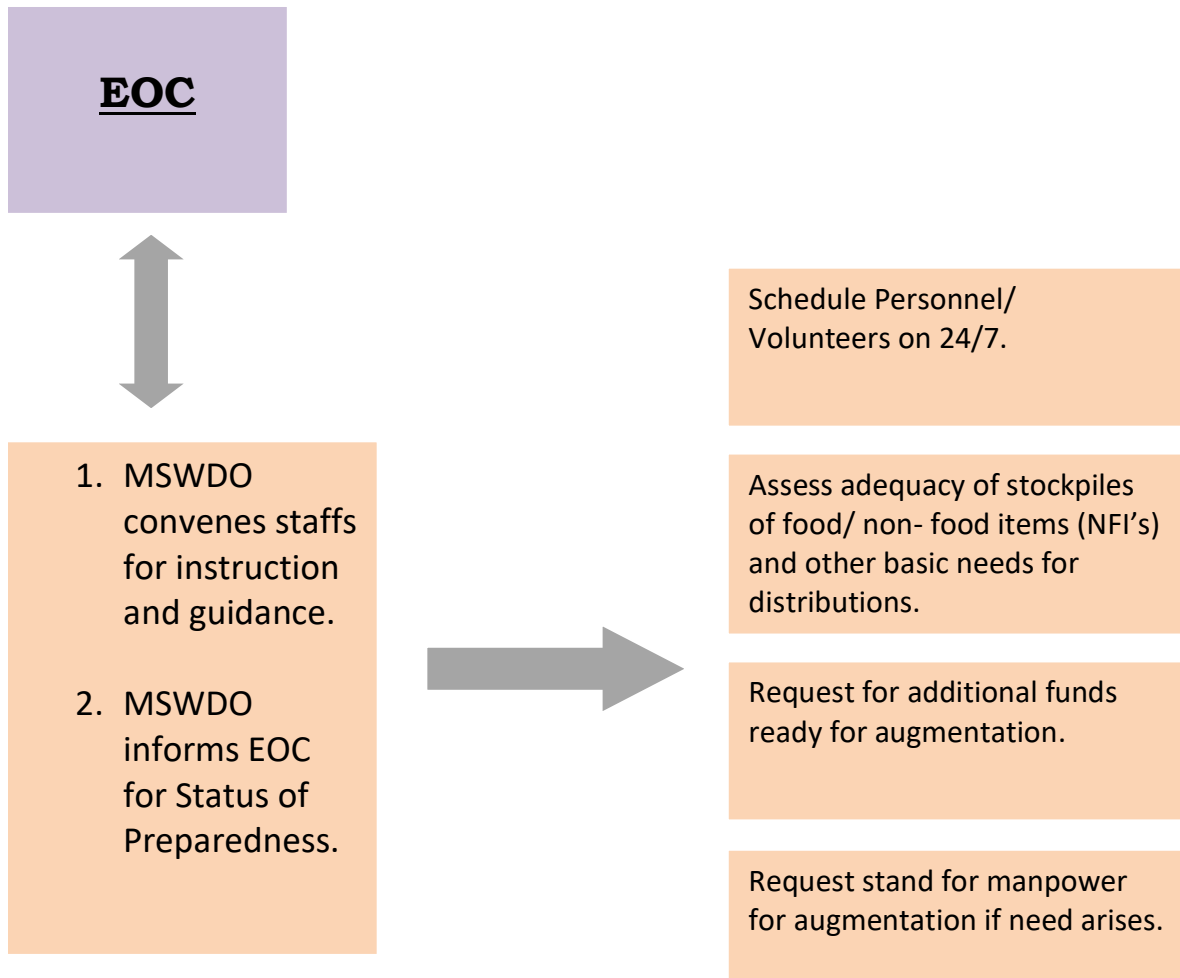 EOC
1. MSWDO
convenes staffs
for instruction
and guidance.
2. MSWDO
informs EOC
for Status of
Preparedness.
Schedule Personnel/
Volunteers on 24/7.
Assess adequacy of stockpiles
of food/ non- food items (NFI's)
and other basic needs for
distributions.
Request for additional funds
ready for augmentation.
Request stand for manpower
for augmentation if need arises.